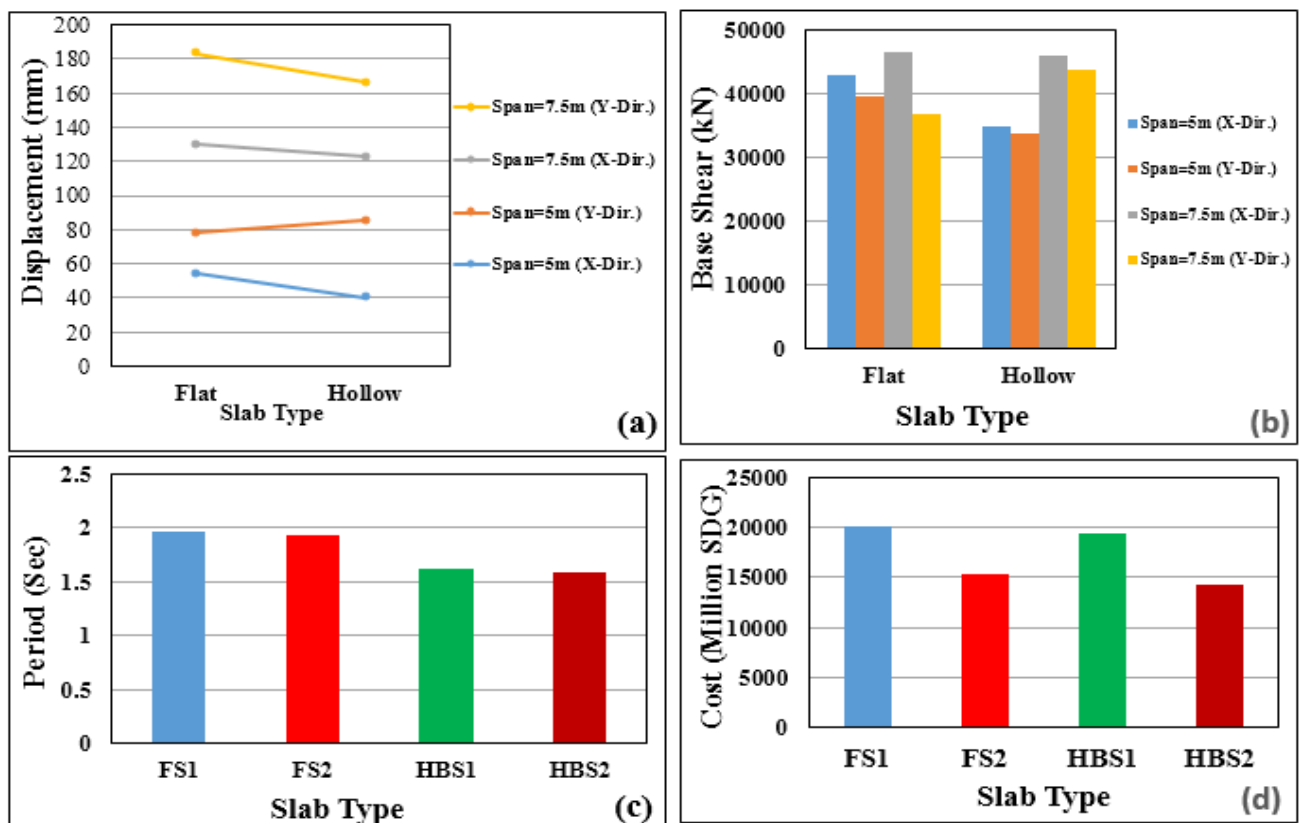 200
180
160
140
120
100
80
60
40
20
0
Displacement (mm)
Flat
Hollow
Slab Type
Span=7.5m (Y-Dir.)
Span=7.5m (X-Dir.)
Span=5m (Y-Dir.)
Span=5m (X-Dir.)
(a)
50000
40000
30000
20000
10000
0
Base Shear (kN)
Flat
Hollow
Slab Type
Span=5m (X-Dir.)
Span=5m (Y-Dir.)
Span=7.5m (X-Dir.)
Span=7.5m (Y-Dir.)
(b)
2.5
2
1.5
1
0.5
0
Period (Sec)
FS1
FS2
HBS1
HBS2
Slab Type
(c)
25000
20000
15000
10000
5000
0
Cost (Million SDG)
FS1
FS2
HBS1
HBS2
Slab Type
(d)